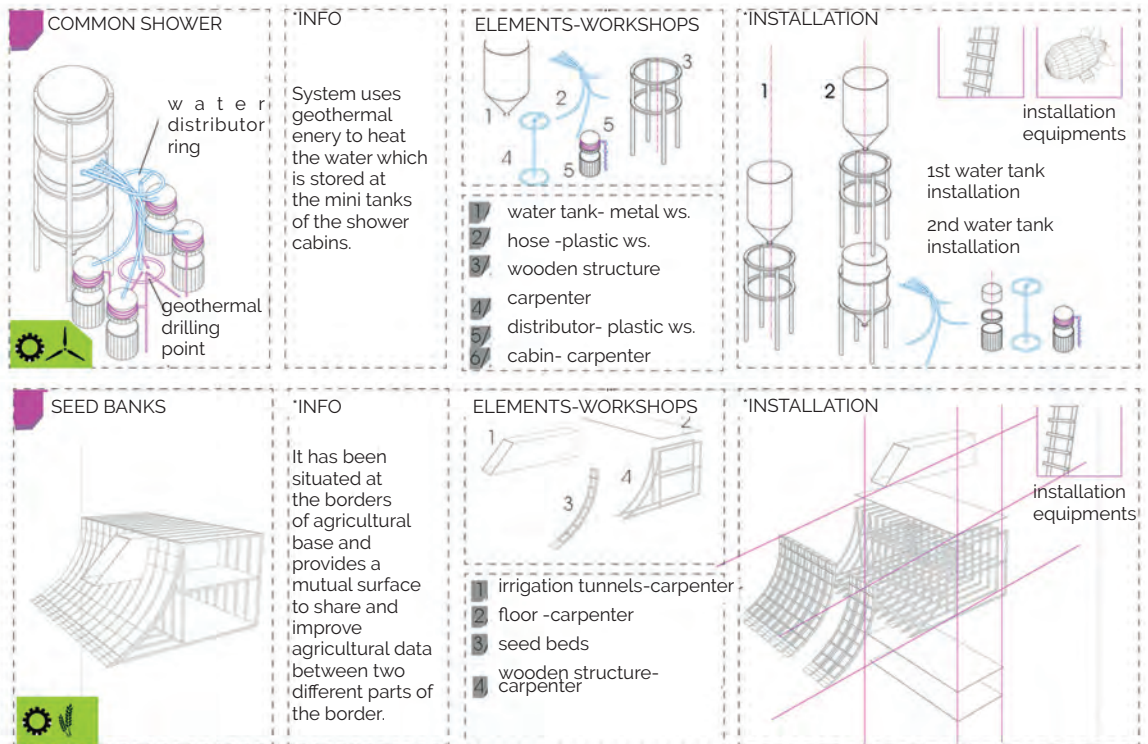 COMMON SHOWER
water
distributor
ring
geothermal
drilling
point
*INFO
System uses
geothermal
enery to heat
the water which
is stored at
the mini tanks
of the shower
cabins.
ELEMENTS-WORKSHOPS
1
2
3
4
5
5
1 water tank- metal ws.
2 hose -plastic ws.
3 wooden structure
carpenter
4
distributor- plastic ws.
5
6 cabin- carpenter
*INSTALLATION
1
2
installation
equipments
1st water tank
installation
2nd water tank
installation
SEED BANKS
*INFO
It has been
situated at
the borders
of agricultural
base and
provides a
mutual surface
to share and
improve
agricultural data
between two
different parts of
the border.
ELEMENTS-WORKSHOPS
1
2
3
4
1 irrigation tunnels-carpenter
2 floor -carpenter
3 seed beds
4 wooden structure-
carpenter
*INSTALLATION
installation
equipments